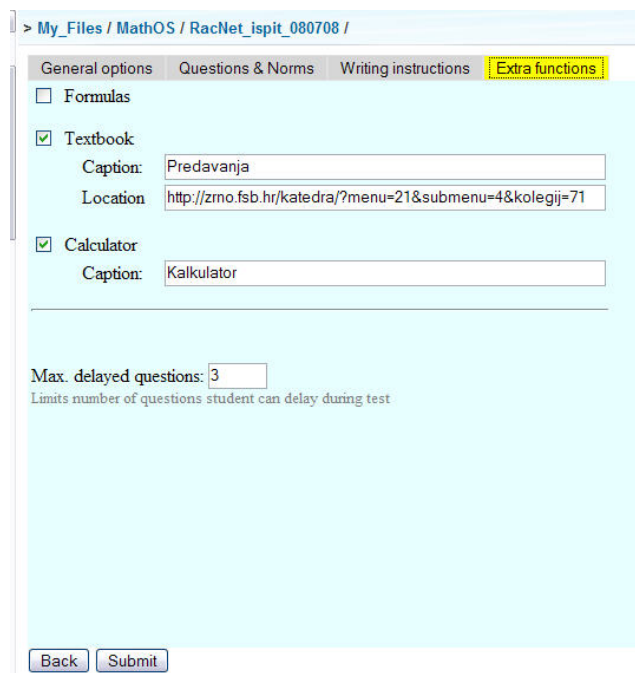 > My_Files / MathOS / RacNet_ispit_080708 /
General options Questions & Norms Writing instructions Extra functions
Formulas
Textbook
Caption: Predavanja
Location http://zrno.fsb.hr/katedra/?menu=21&submenu=4&kolegij=71
Calculator
Caption: Kalkulator
Max. delayed questions: 3
Limits number of questions student can delay during test
Back Submit